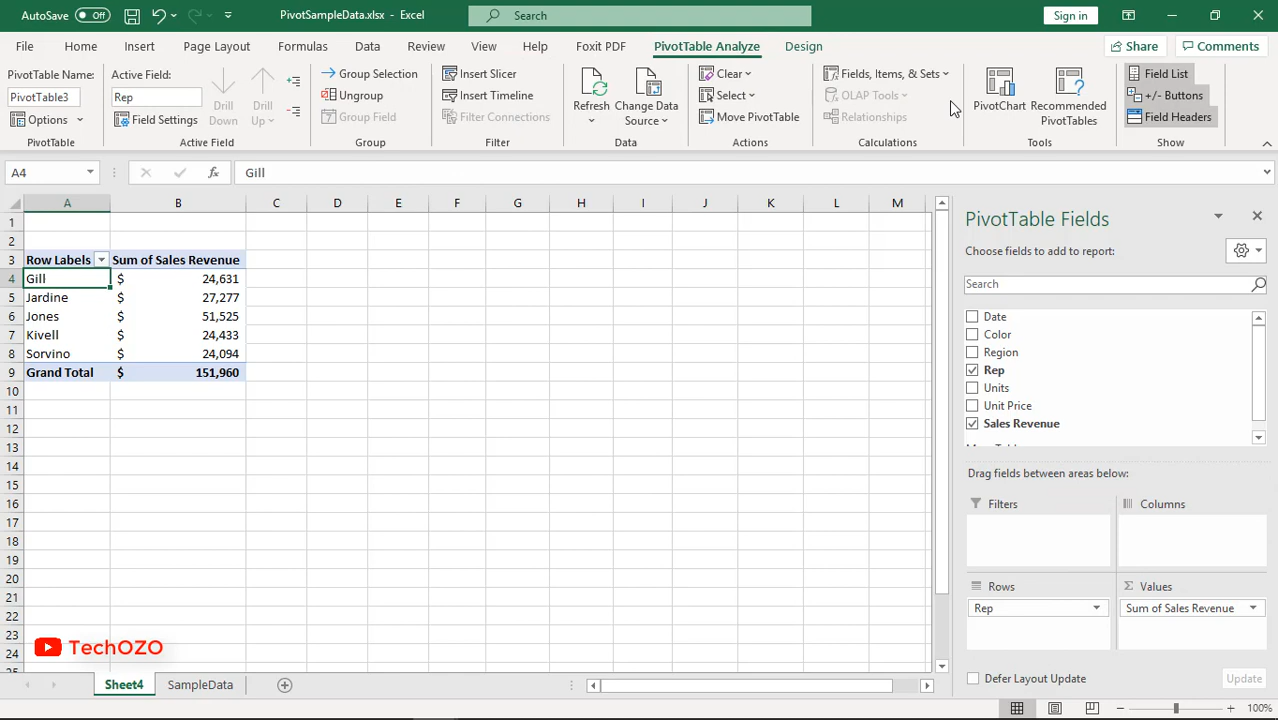 AutoSave Off PivotSampleData.xlsx - Excel Search Sign in
File Home Insert Page Layout Formulas Data Review View Help Foxit PDF PivotTable Analyze Design Share Comments
PivotTable Name:
PivotTable3
Options
PivotTable
Active Field:
Rep
Field Settings
Drill Down
Drill Up
Active Field
Group Selection
Ungroup
Group Field
Group
Insert Slicer
Insert Timeline
Filter Connections
Filter
Refresh
Change Data Source
Data
Clear
Select
Move PivotTable
Actions
Fields, Items, & Sets
OLAP Tools
Relationships
Calculations
PivotChart
Recommended PivotTables
Tools
Field List
+/- Buttons
Field Headers
Show
A4 fx Gill
A B C D E F G H I J K L M
1
2
3 Row Labels Sum of Sales Revenue
4 Gill $ 24,631
5 Jardine $ 27,277
6 Jones $ 51,525
7 Kivell $ 24,433
8 Sorvino $ 24,094
9 Grand Total $ 151,960
10
11
12
13
14
15
16
17
18
19
20
21
22
23
24
TechOZO
Sheet4 SampleData
PivotTable Fields
Choose fields to add to report:
Search
Date
Color
Region
Rep
Units
Unit Price
Sales Revenue
Drag fields between areas below:
Filters
Columns
Rows
Rep
Σ Values
Sum of Sales Revenue
Defer Layout Update Update
100%